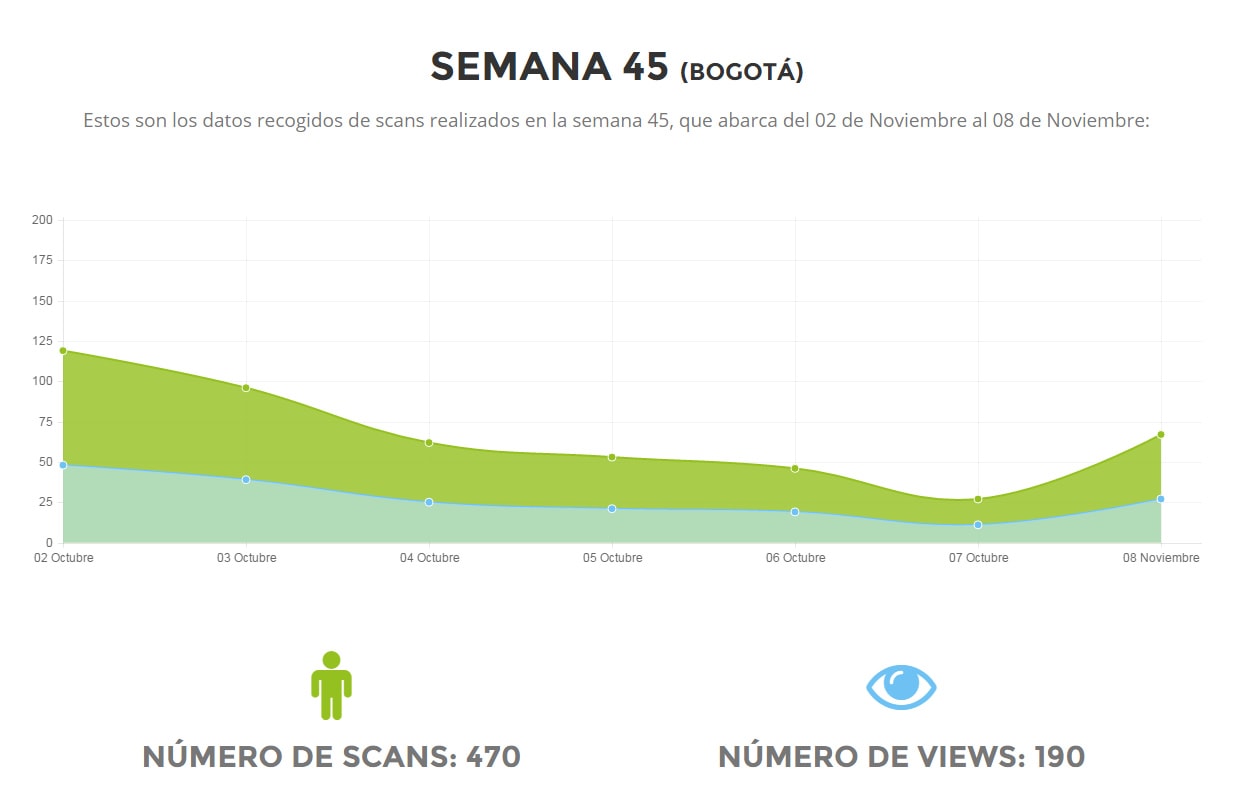 SEMANA 45 (BOGOTÁ)
Estos son los datos recogidos de scans realizados en la semana 45, que abarca del 02 de Noviembre al 08 de Noviembre:
200
175
150
125
100
75
50
25
0
02 Octubre 03 Octubre 04 Octubre 05 Octubre 06 Octubre 07 Octubre 08 Noviembre
NÚMERO DE SCANS: 470 NÚMERO DE VIEWS: 190